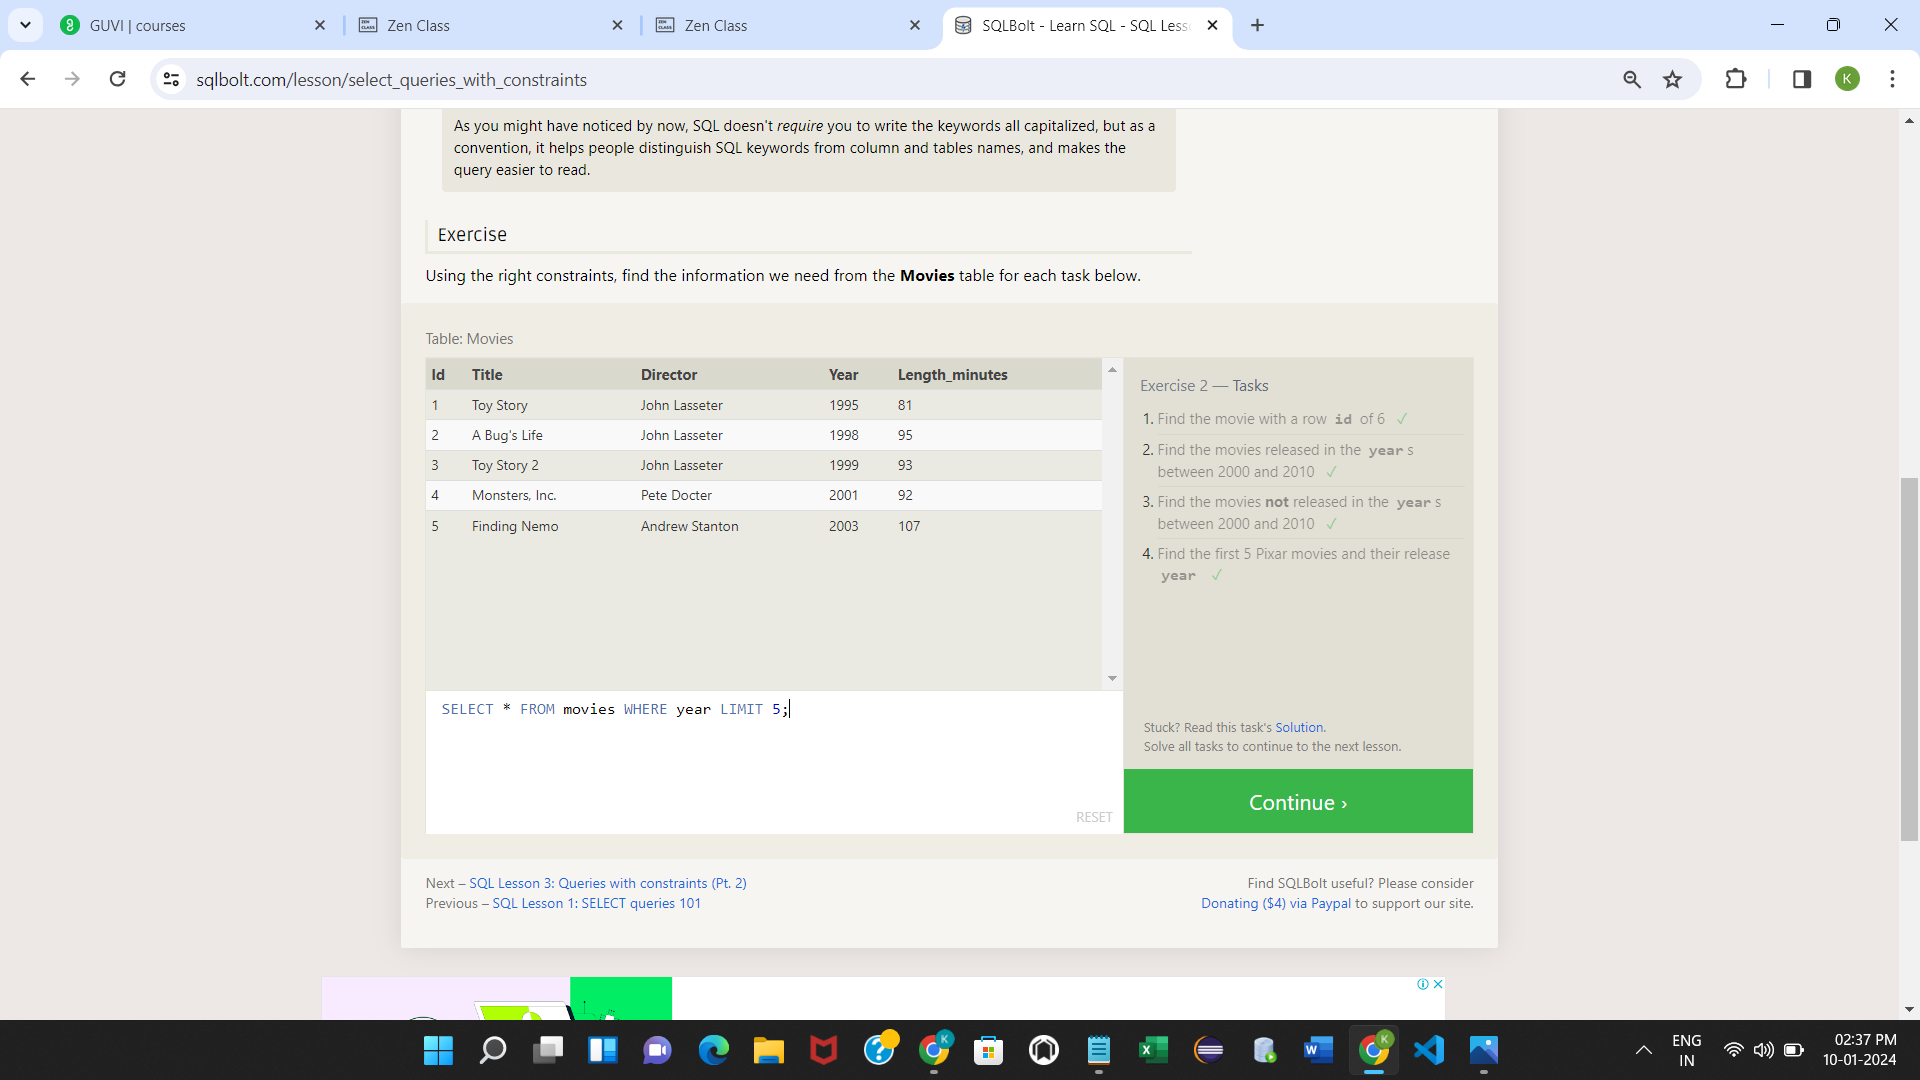 GUVI | courses
Zen Class
Zen Class
SQLBolt - Learn SQL - SQL Less
sqlbolt.com/lesson/select_queries_with_constraints
K
As you might have noticed by now, SQL doesn't require you to write the keywords all capitalized, but as a
convention, it helps people distinguish SQL keywords from column and tables names, and makes the
query easier to read.
Exercise
Using the right constraints, find the information we need from the Movies table for each task below.
Table: Movies
Id Title Director Year Length_minutes
1 Toy Story John Lasseter 1995 81
2 A Bug's Life John Lasseter 1998 95
3 Toy Story 2 John Lasseter 1999 93
4 Monsters, Inc. Pete Docter 2001 92
5 Finding Nemo Andrew Stanton 2003 107
SELECT * FROM movies WHERE year LIMIT 5;
RESET
Exercise 2 — Tasks
1. Find the movie with a row id of 6 ✓
2. Find the movies released in the year s
between 2000 and 2010 ✓
3. Find the movies not released in the year s
between 2000 and 2010 ✓
4. Find the first 5 Pixar movies and their release
year ✓
Stuck? Read this task's Solution.
Solve all tasks to continue to the next lesson.
Continue ›
Next – SQL Lesson 3: Queries with constraints (Pt. 2)
Previous – SQL Lesson 1: SELECT queries 101
Find SQLBolt useful? Please consider
Donating ($4) via Paypal to support our site.
ENG
IN
02:37 PM
10-01-2024